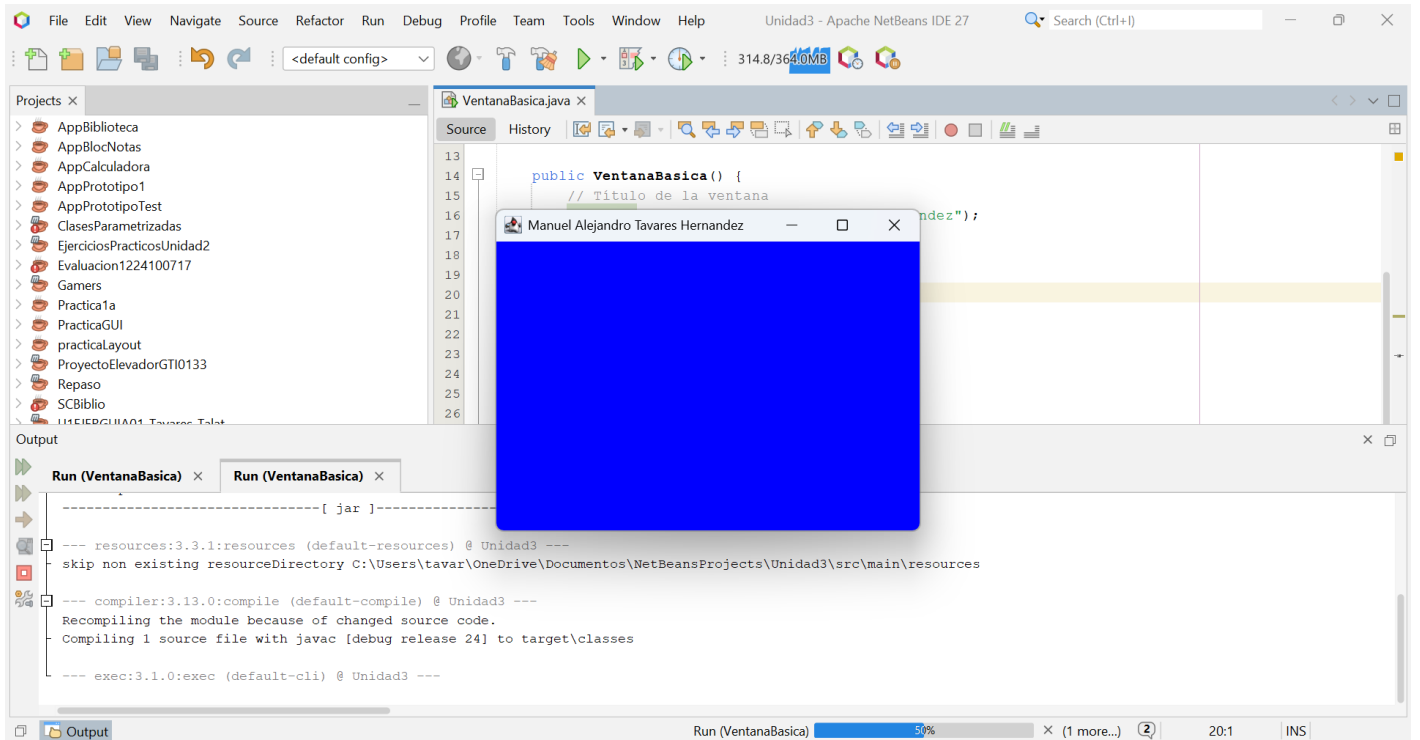 File Edit View Navigate Source Refactor Run Debug Profile Team Tools Window Help Unidad3 - Apache NetBeans IDE 27 Search (Ctrl+I)
<default config> 314.8/364.0MB
Projects
VentanaBasica.java
AppBiblioteca
AppBlocNotas
AppCalculadora
AppPrototipo1
AppPrototipoTest
ClasesParametrizadas
EjerciciosPracticosUnidad2
Evaluacion1224100717
Gamers
Practica1a
PracticaGUI
practicaLayout
ProyectoElevadorGTI0133
Repaso
SCBiblio
Source History
13
14 public VentanaBasica() {
15 // Título de la ventana
16 ndez");
17
18
19
20
21
22
23
24
25
26
Manuel Alejandro Tavares Hernandez
Output
Run (VentanaBasica) Run (VentanaBasica)
--------------------------------[ jar ]---------------
--- resources:3.3.1:resources (default-resources) @ Unidad3 ---
skip non existing resourceDirectory C:\Users\tavar\OneDrive\Documentos\NetBeansProjects\Unidad3\src\main\resources
--- compiler:3.13.0:compile (default-compile) @ Unidad3 ---
Recompiling the module because of changed source code.
Compiling 1 source file with javac [debug release 24] to target\classes
--- exec:3.1.0:exec (default-cli) @ Unidad3 ---
Output Run (VentanaBasica) 50% (1 more...) 2 20:1 INS